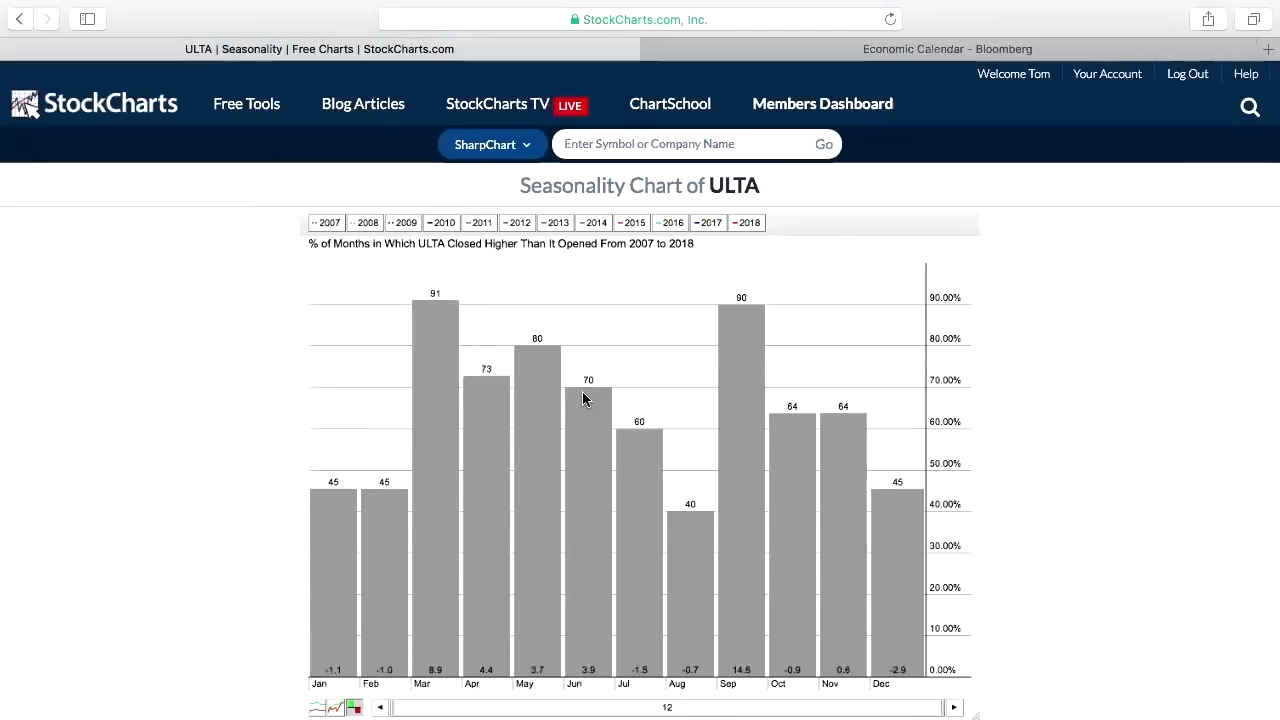 StockCharts.com, Inc.
ULTA | Seasonality | Free Charts | StockCharts.com
Economic Calendar - Bloomberg
Welcome Tom
Your Account
Log Out
Help
StockCharts
Free Tools
Blog Articles
StockCharts TV LIVE
ChartSchool
Members Dashboard
SharpChart
Enter Symbol or Company Name
Go
Seasonality Chart of ULTA
2007 2008 2009 2010 2011 2012 2013 2014 2015 2016 2017 2018
% of Months in Which ULTA Closed Higher Than It Opened From 2007 to 2018
45 45 91 73 80 70 60 40 90 64 64 45
90.00%
80.00%
70.00%
60.00%
50.00%
40.00%
30.00%
20.00%
10.00%
0.00%
-1.1 -1.0 8.9 4.4 3.7 3.9 -1.5 -0.7 14.5 -0.9 0.6 -2.9
Jan Feb Mar Apr May Jun Jul Aug Sep Oct Nov Dec
12